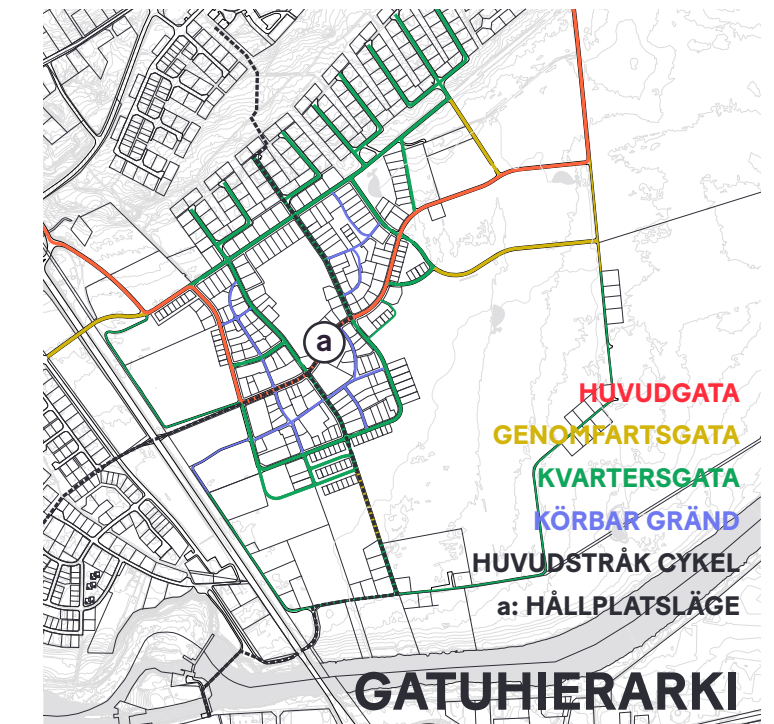 a
HUVUDGATA
GENOMFARTSGATA
KVARTERSGATA
KÖRBAR GRÄND
HUVUDSTRÅK CYKEL
a: HÅLLPLATSLÄGE
GATUHIERARKI